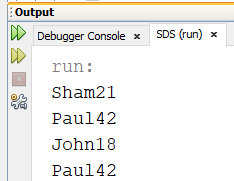 Output
Debugger Console × SDS (run) ×
run:
Sham21
Paul42
John18
Paul42